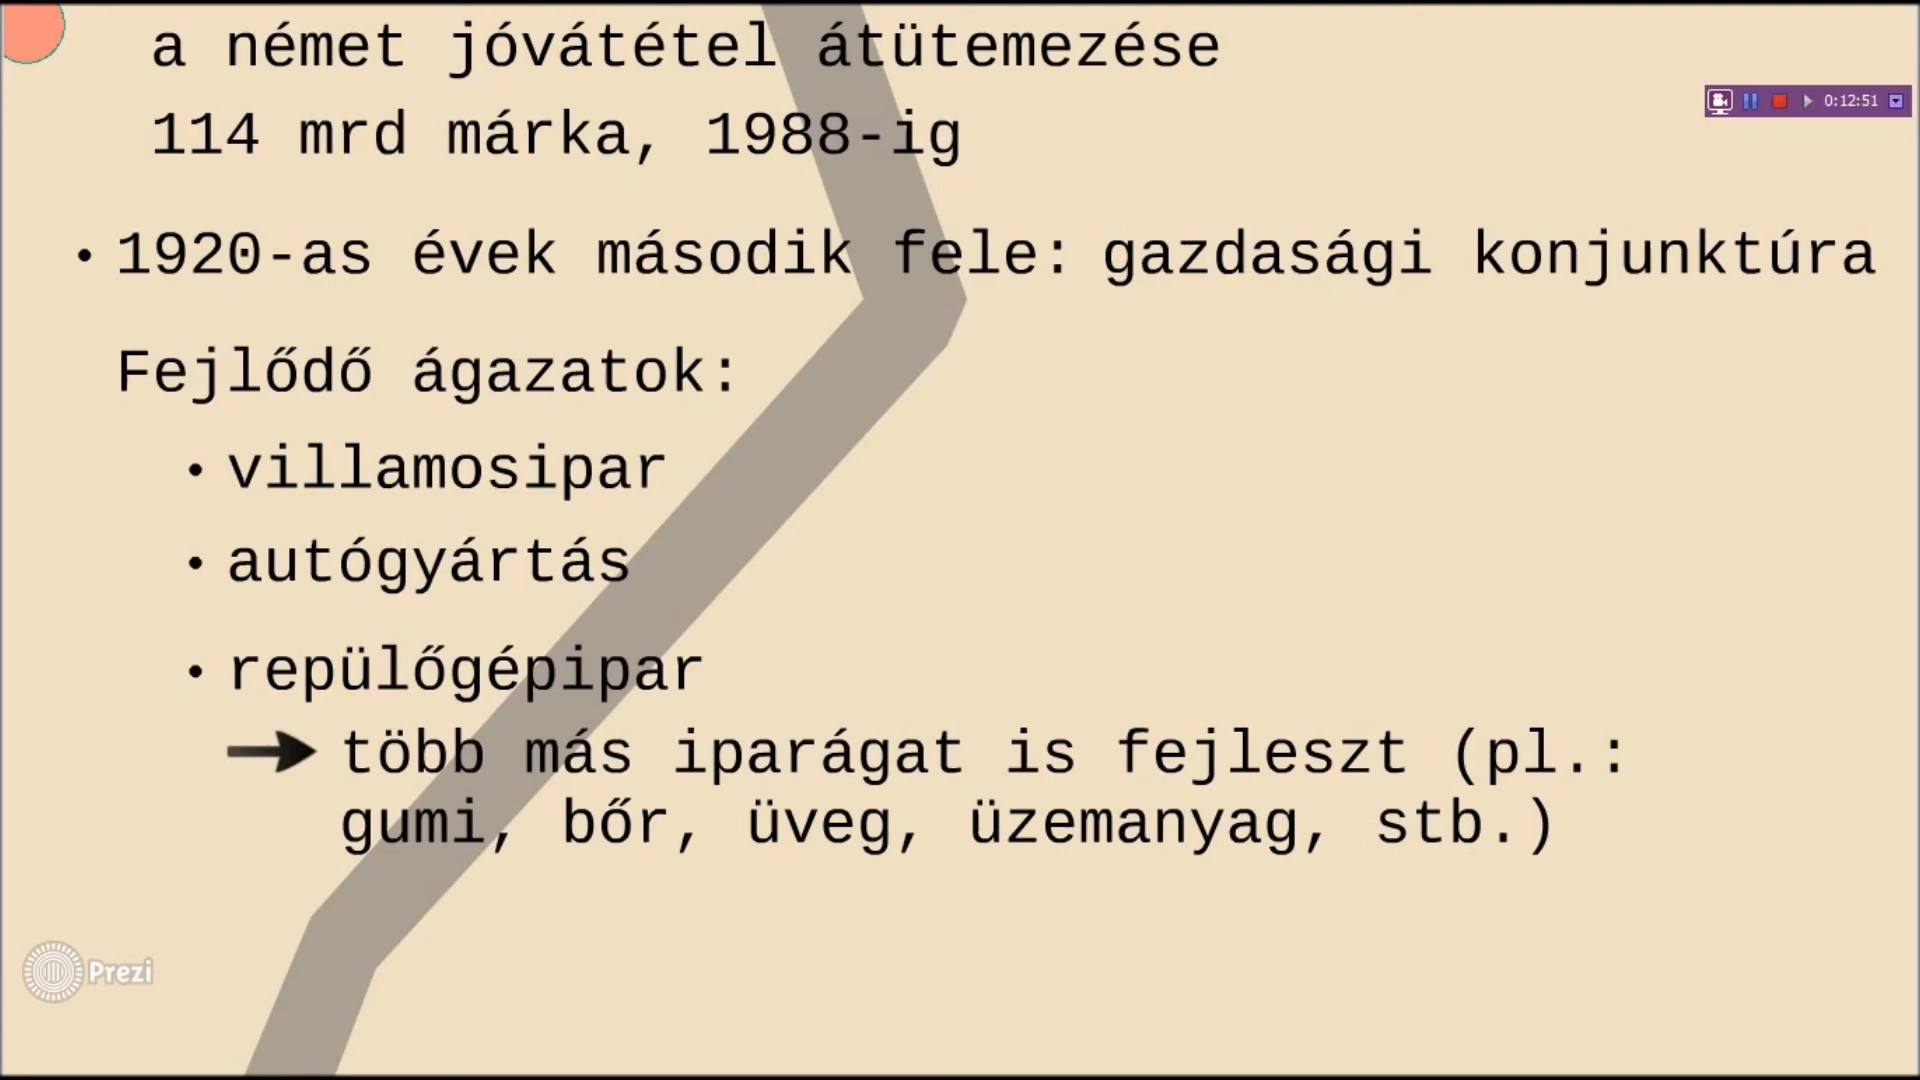 a német jóvátétel átütemezése
114 mrd márka, 1988-ig
0:12:51
• 1920-as évek második fele: gazdasági konjunktúra
Fejlődő ágazatok:
• villamosipar
• autógyártás
• repülőgépipar
több más iparágat is fejleszt (pl.:
gumi, bőr, üveg, üzemanyag, stb.)
Prezi